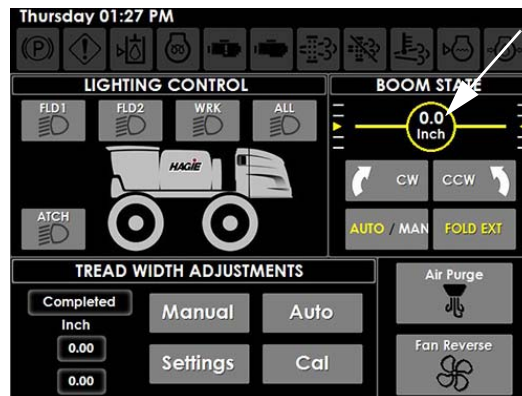 Thursday 01:27 PM
LIGHTING CONTROL
FLD1 FLD2 WRK ALL
HAGIE
ATCH
BOOM STATE
0.0
Inch
CW CCW
AUTO / MAN FOLD EXT
TREAD WIDTH ADJUSTMENTS
Completed
Inch
0.00
0.00
Manual Auto
Settings Cal
Air Purge
Fan Reverse